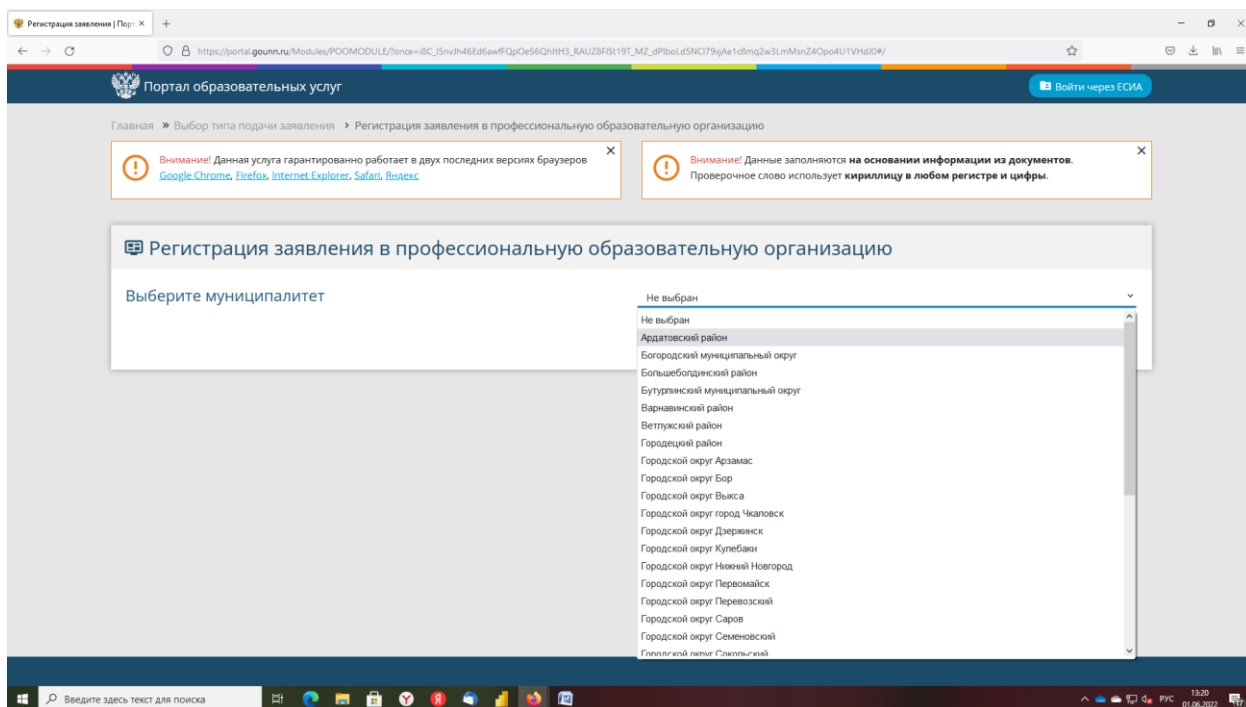 Регистрация заявления | Порт
https://portal.gounn.ru/Modules/POOMODULE/?once=
Портал образовательных услуг
Войти через ЕСИА
Главная » Выбор типа подачи заявления > Регистрация заявления в профессиональную образовательную организацию
Внимание! Данная услуга гарантированно работает в двух последних версиях браузеров
Google Chrome, Firefox, Internet Explorer, Safari, Яндекс
Внимание! Данные заполняются на основании информации из документов.
Проверочное слово использует кириллицу в любом регистре и цифры.
Регистрация заявления в профессиональную образовательную организацию
Выберите муниципалитет
Не выбран
Не выбран
Ардатовский район
Богородский муниципальный округ
Большеболдинский район
Бутурлинский муниципальный округ
Варнавинский район
Ветлужский район
Городецкий район
Городской округ Арзамас
Городской округ Бор
Городской округ Выкса
Городской округ город Чкаловск
Городской округ Дзержинск
Городской округ Кулебаки
Городской округ Нижний Новгород
Городской округ Первомайск
Городской округ Перевозский
Городской округ Саров
Городской округ Семеновский
Городской округ Сокольский
Введите здесь текст для поиска
РУС
13:20
01.06.2022